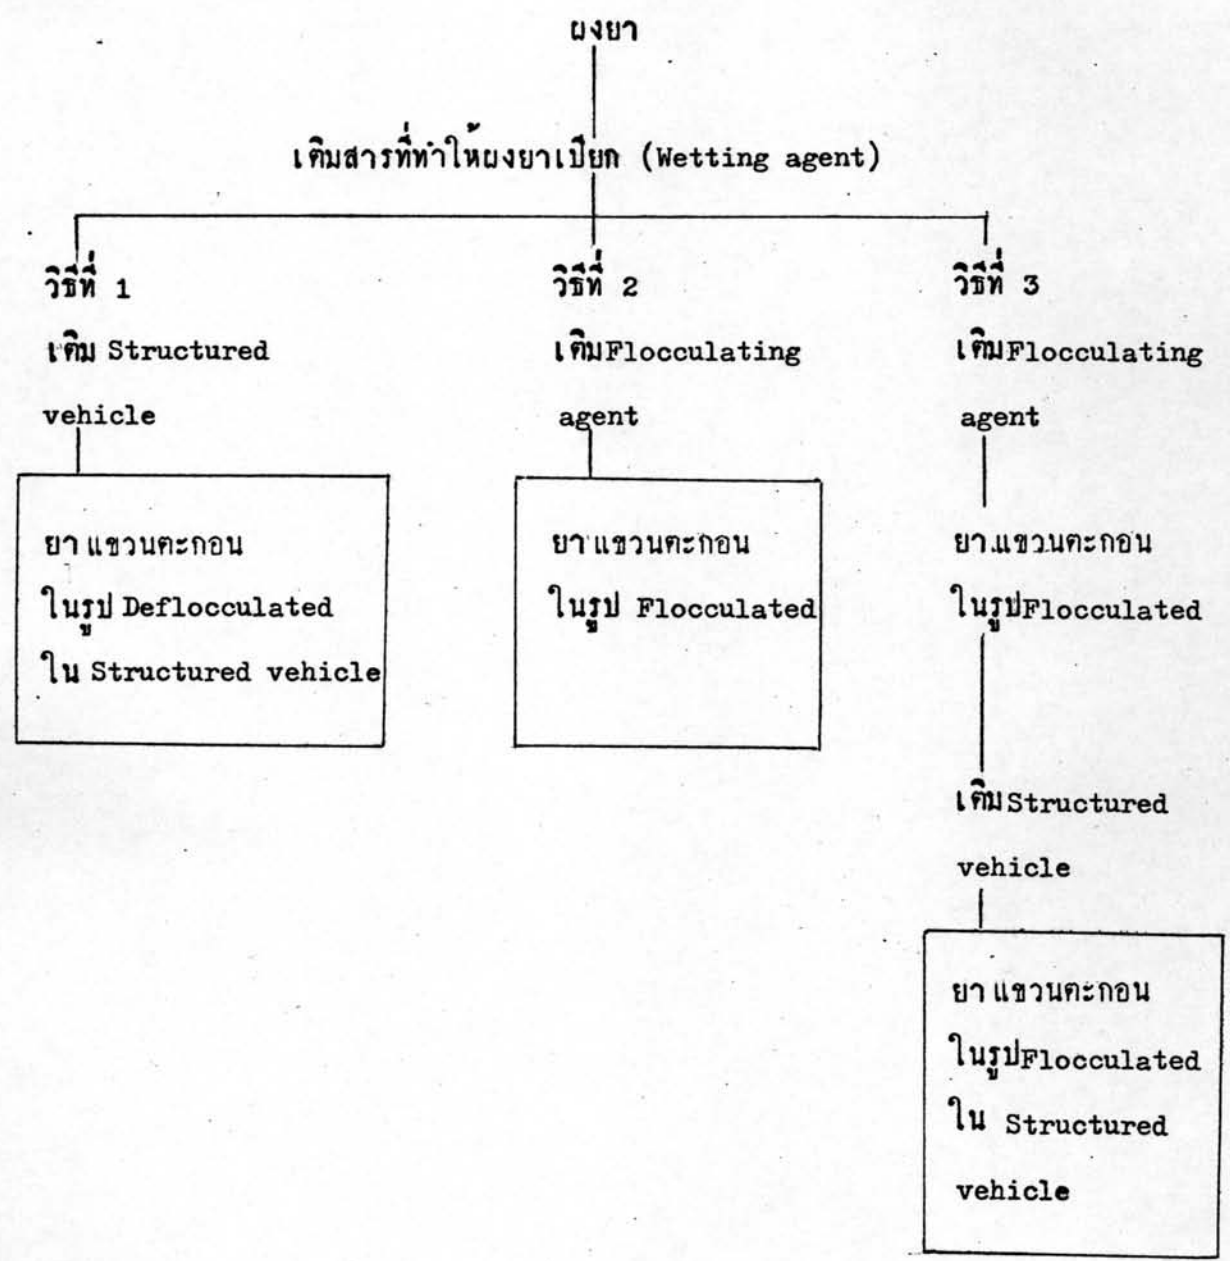 ผงยา
เติมสารที่ทำให้ผงยาเปียก (Wetting agent)
วิธีที่ 1
เติม Structured
vehicle
ยาแขวนตะกอน
ในรูป Deflocculated
ใน Structured vehicle
วิธีที่ 2
เติมFlocculating
agent
ยาแขวนตะกอน
ในรูป Flocculated
วิธีที่ 3
เติมFlocculating
agent
ยาแขวนตะกอน
ในรูปFlocculated
เติมStructured
vehicle
ยาแขวนตะกอน
ในรูปFlocculated
ใน Structured
vehicle